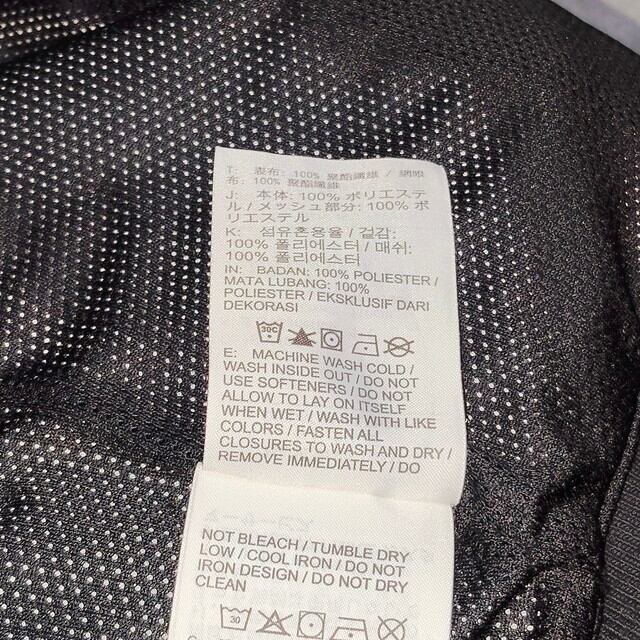 T: 表布: 100% 聚酯纖維 / 網眼
布: 100% 聚酯纖維
J: 本体: 100% ポリエステ
ル / メッシュ部分: 100% ポ
リエステル
K: 섬유혼용율 / 겉감:
100% 폴리에스터 / 매쉬:
100% 폴리에스터
IN: BADAN: 100% POLIESTER /
MATA LUBANG: 100%
POLIESTER / EKSKLUSIF DARI
DEKORASI
30C
E: MACHINE WASH COLD /
WASH INSIDE OUT / DO NOT
USE SOFTENERS / DO NOT
ALLOW TO LAY ON ITSELF
WHEN WET / WASH WITH LIKE
COLORS / FASTEN ALL
CLOSURES TO WASH AND DRY /
REMOVE IMMEDIATELY / DO
NOT BLEACH / TUMBLE DRY
LOW / COOL IRON / DO NOT
IRON DESIGN / DO NOT DRY
CLEAN
30